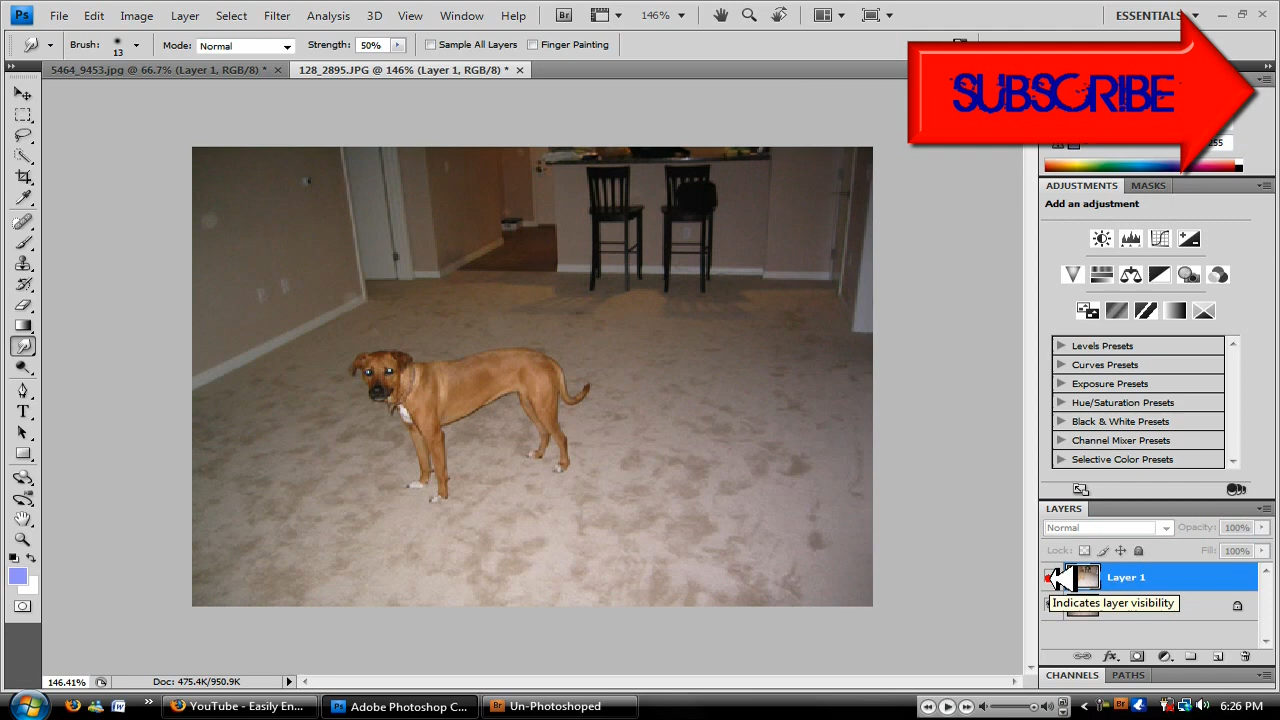 Ps File Edit Image Layer Select Filter Analysis 3D View Window Help Br 146% ESSENTIALS
Brush: 13 Mode: Normal Strength: 50% Sample All Layers Finger Painting
5464_9453.jpg @ 66.7% (Layer 1, RGB/8) * 128_2895.JPG @ 146% (Layer 1, RGB/8) *
SUBSCRIBE
255
ADJUSTMENTS MASKS
Add an adjustment
Levels Presets
Curves Presets
Exposure Presets
Hue/Saturation Presets
Black & White Presets
Channel Mixer Presets
Selective Color Presets
LAYERS
Normal Opacity: 100%
Lock: Fill: 100%
Layer 1
Indicates layer visibility
fx
CHANNELS PATHS
146.41% Doc: 475.4K/950.9K
YouTube - Easily En... Ps Adobe Photoshop C... Br Un-Photoshoped Br 6:26 PM